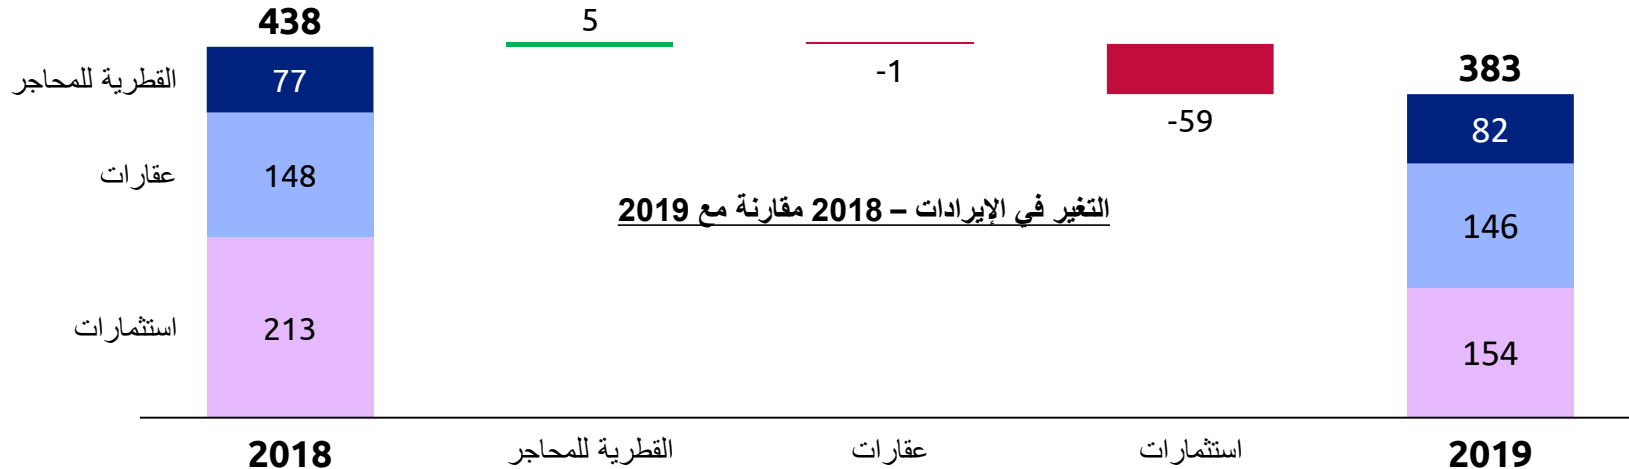 438
5
-1
-59
383
القطرية للمحاجر
77
82
عقارات
148
146
التغير في الإيرادات – 2018 مقارنة مع 2019
استثمارات
213
154
2018
القطرية للمحاجر
عقارات
استثمارات
2019